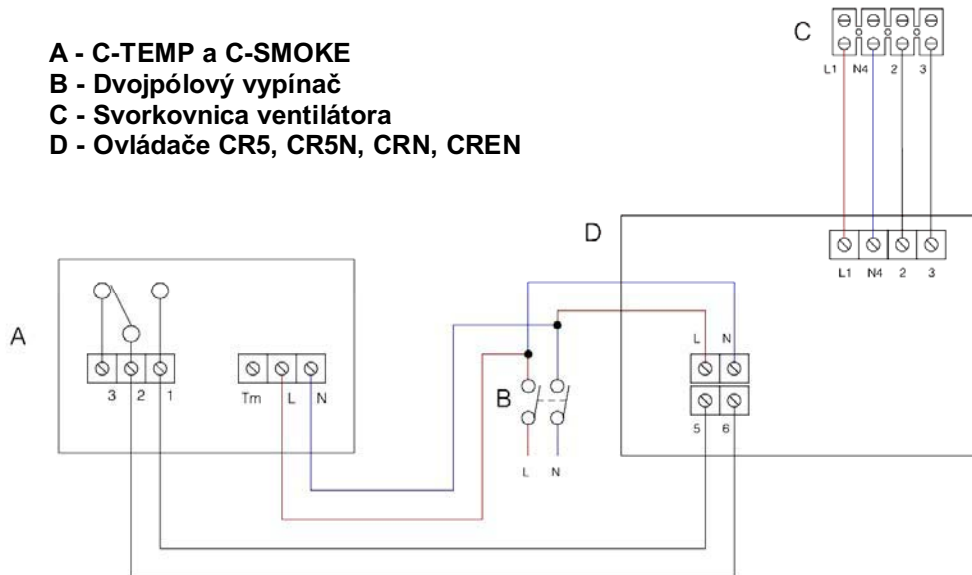 A - C-TEMP a C-SMOKE
B - Dvojpólový vypínač
C - Svorkovnica ventilátora
D - Ovládače CR5, CR5N, CRN, CREN
C
L1 N4 2 3
D
L1 N4 2 3
A
3 2 1
Tm L N
L N
B
5 6
L N